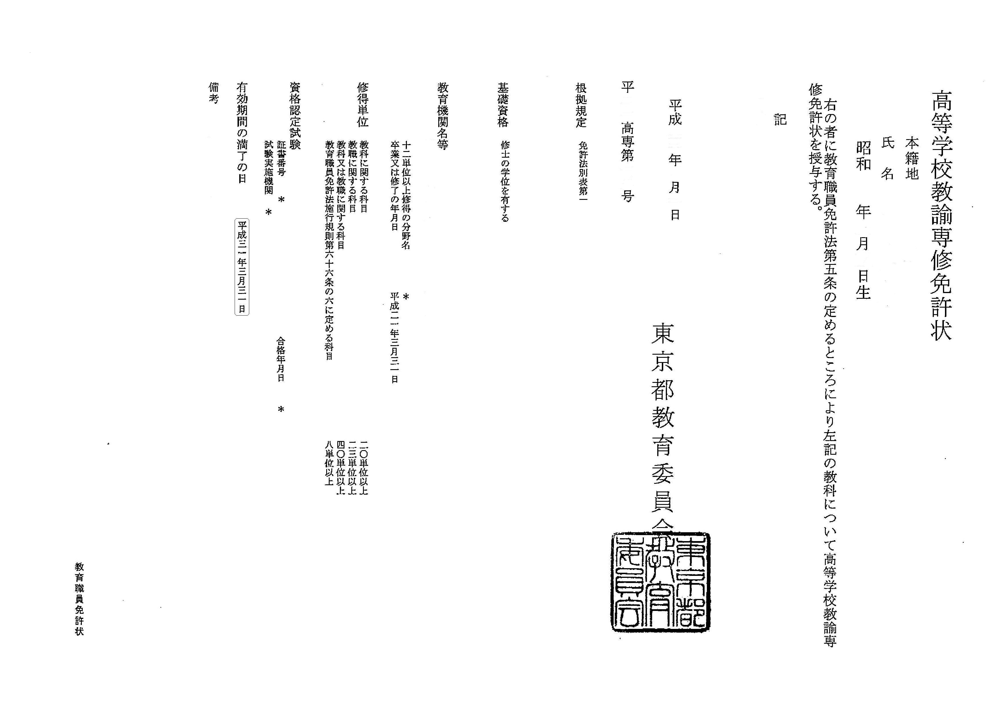 高等学校教諭専修免許状
本籍地
氏 名
昭和 年 月 日生
右の者に教育職員免許法第五条の定めるところにより左記の教科について高等学校教諭専
修免許状を授与する。
記
平成 年 月 日
東京都教育委員会
東京都
教育
委員会
平 高専第 号
根拠規定 免許法別表第一
基礎資格 修士の学位を有する
教育機関名等
十二単位以上修得の分野名 *
卒業又は修了の年月日 平成二一年三月三一日
修得単位
教科に関する科目 二〇単位以上
教職に関する科目 二三単位以上
教科又は教職に関する科目 四〇単位以上
教育職員免許法施行規則第六十六条の六に定める科目 八単位以上
資格認定試験
証書番号 * 合格年月日 *
試験実施機関 *
有効期間の満了の日 平成三一年三月三一日
備考
教育職員免許状